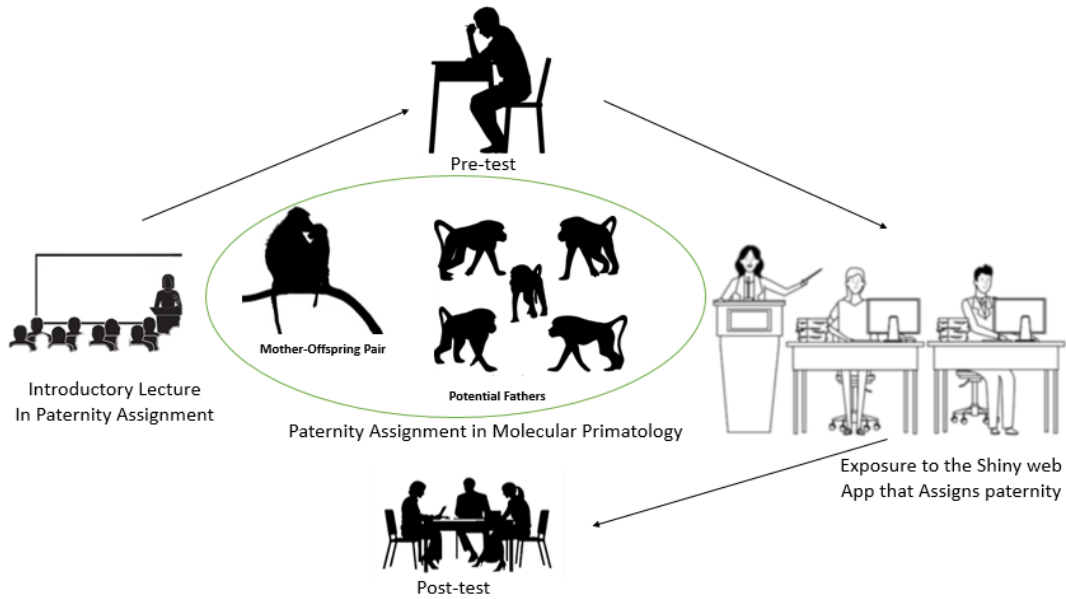 Pre-test
Mother-Offspring Pair
Potential Fathers
Introductory Lecture
In Paternity Assignment
Paternity Assignment in Molecular Primatology
Exposure to the Shiny web
App that Assigns paternity
Post-test